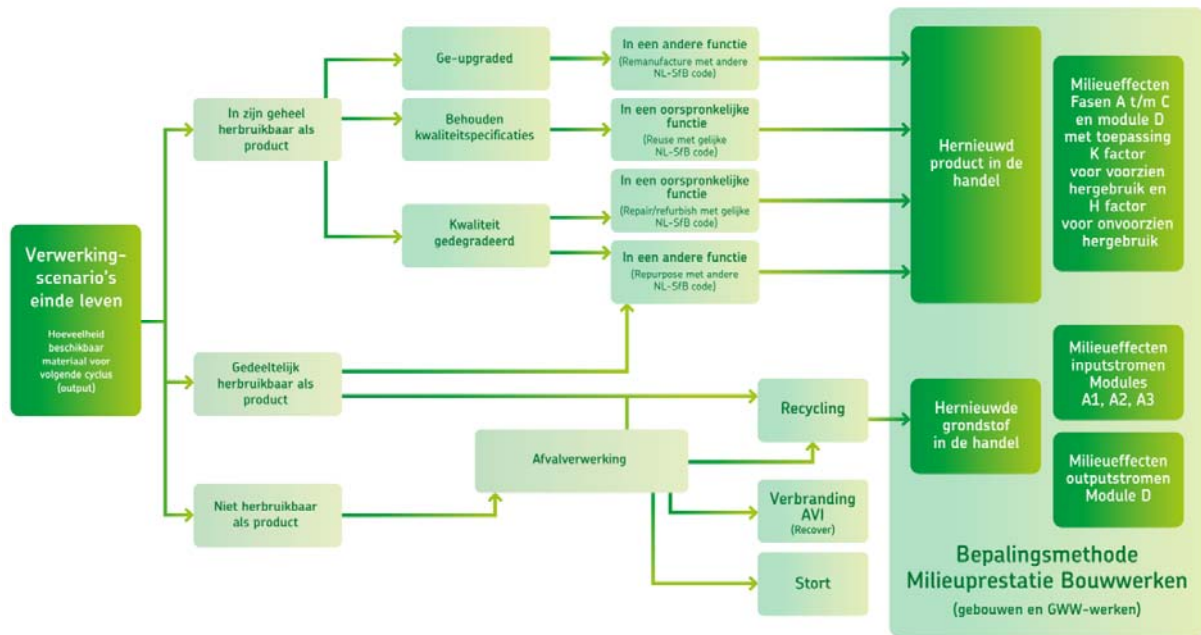 Verwerking-
scenario's
einde leven
Hoeveelheid
beschikbaar
materiaal voor
volgende cyclus
(output)
In zijn geheel
herbruikbaar als
product
Gedeeltelijk
herbruikbaar als
product
Niet herbruikbaar
als product
Ge-upgraded
Behouden
kwaliteitspecificaties
Kwaliteit
gedegradeerd
Afvalverwerking
In een andere functie
(Remanufacture met andere
NL-SfB code)
In een oorspronkelijke
functie
(Reuse met gelijke
NL-SfB code)
In een oorspronkelijke
functie
(Repair/refurbish met gelijke
NL-SfB code)
In een andere functie
(Repurpose met andere
NL-SfB code)
Recycling
Verbranding
AVI
(Recover)
Stort
Hernieuwd
product in de
handel
Hernieuwde
grondstof
in de handel
Milieueffecten
Fasen A t/m C
en module D
met toepassing
K factor
voor voorzien
hergebruik en
H factor
voor onvoorzien
hergebruik
Milieueffecten
inputstromen
Modules
A1, A2, A3
Milieueffecten
outputstromen
Module D
Bepalingsmethode
Milieuprestatie Bouwwerken
(gebouwen en GWW-werken)